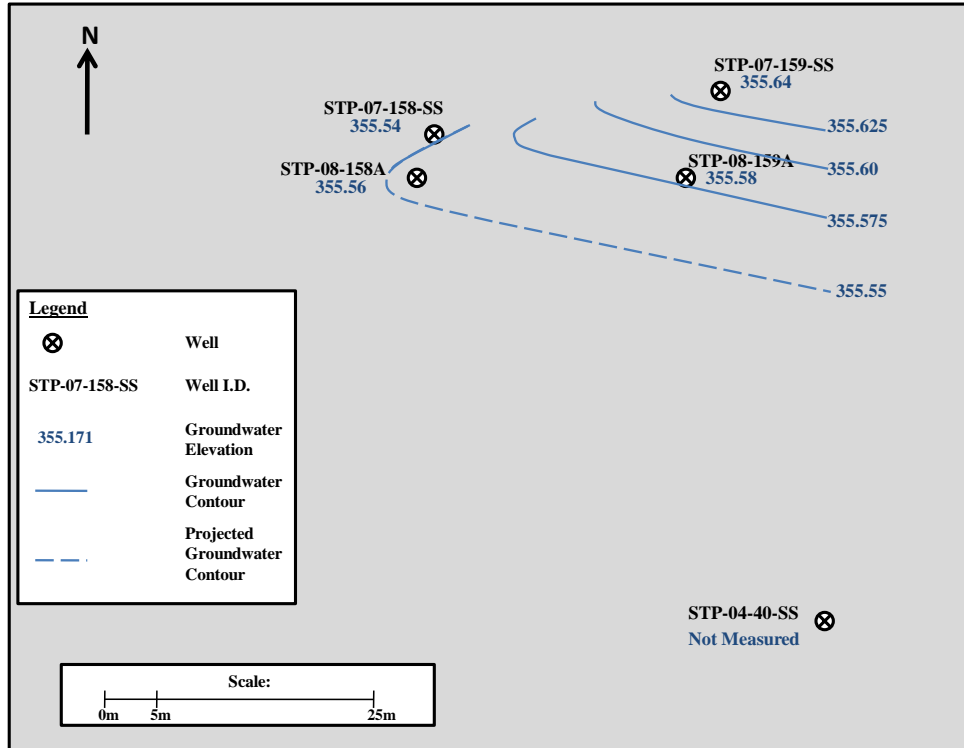 N
STP-07-159-SS
355.64
STP-07-158-SS
355.54
355.625
STP-08-158A
355.56
STP-08-159A
355.58
355.60
355.575
355.55
Legend
Well
STP-07-158-SS Well I.D.
355.171 Groundwater
Elevation
Groundwater
Contour
Projected
Groundwater
Contour
STP-04-40-SS
Not Measured
Scale:
0m 5m 25m